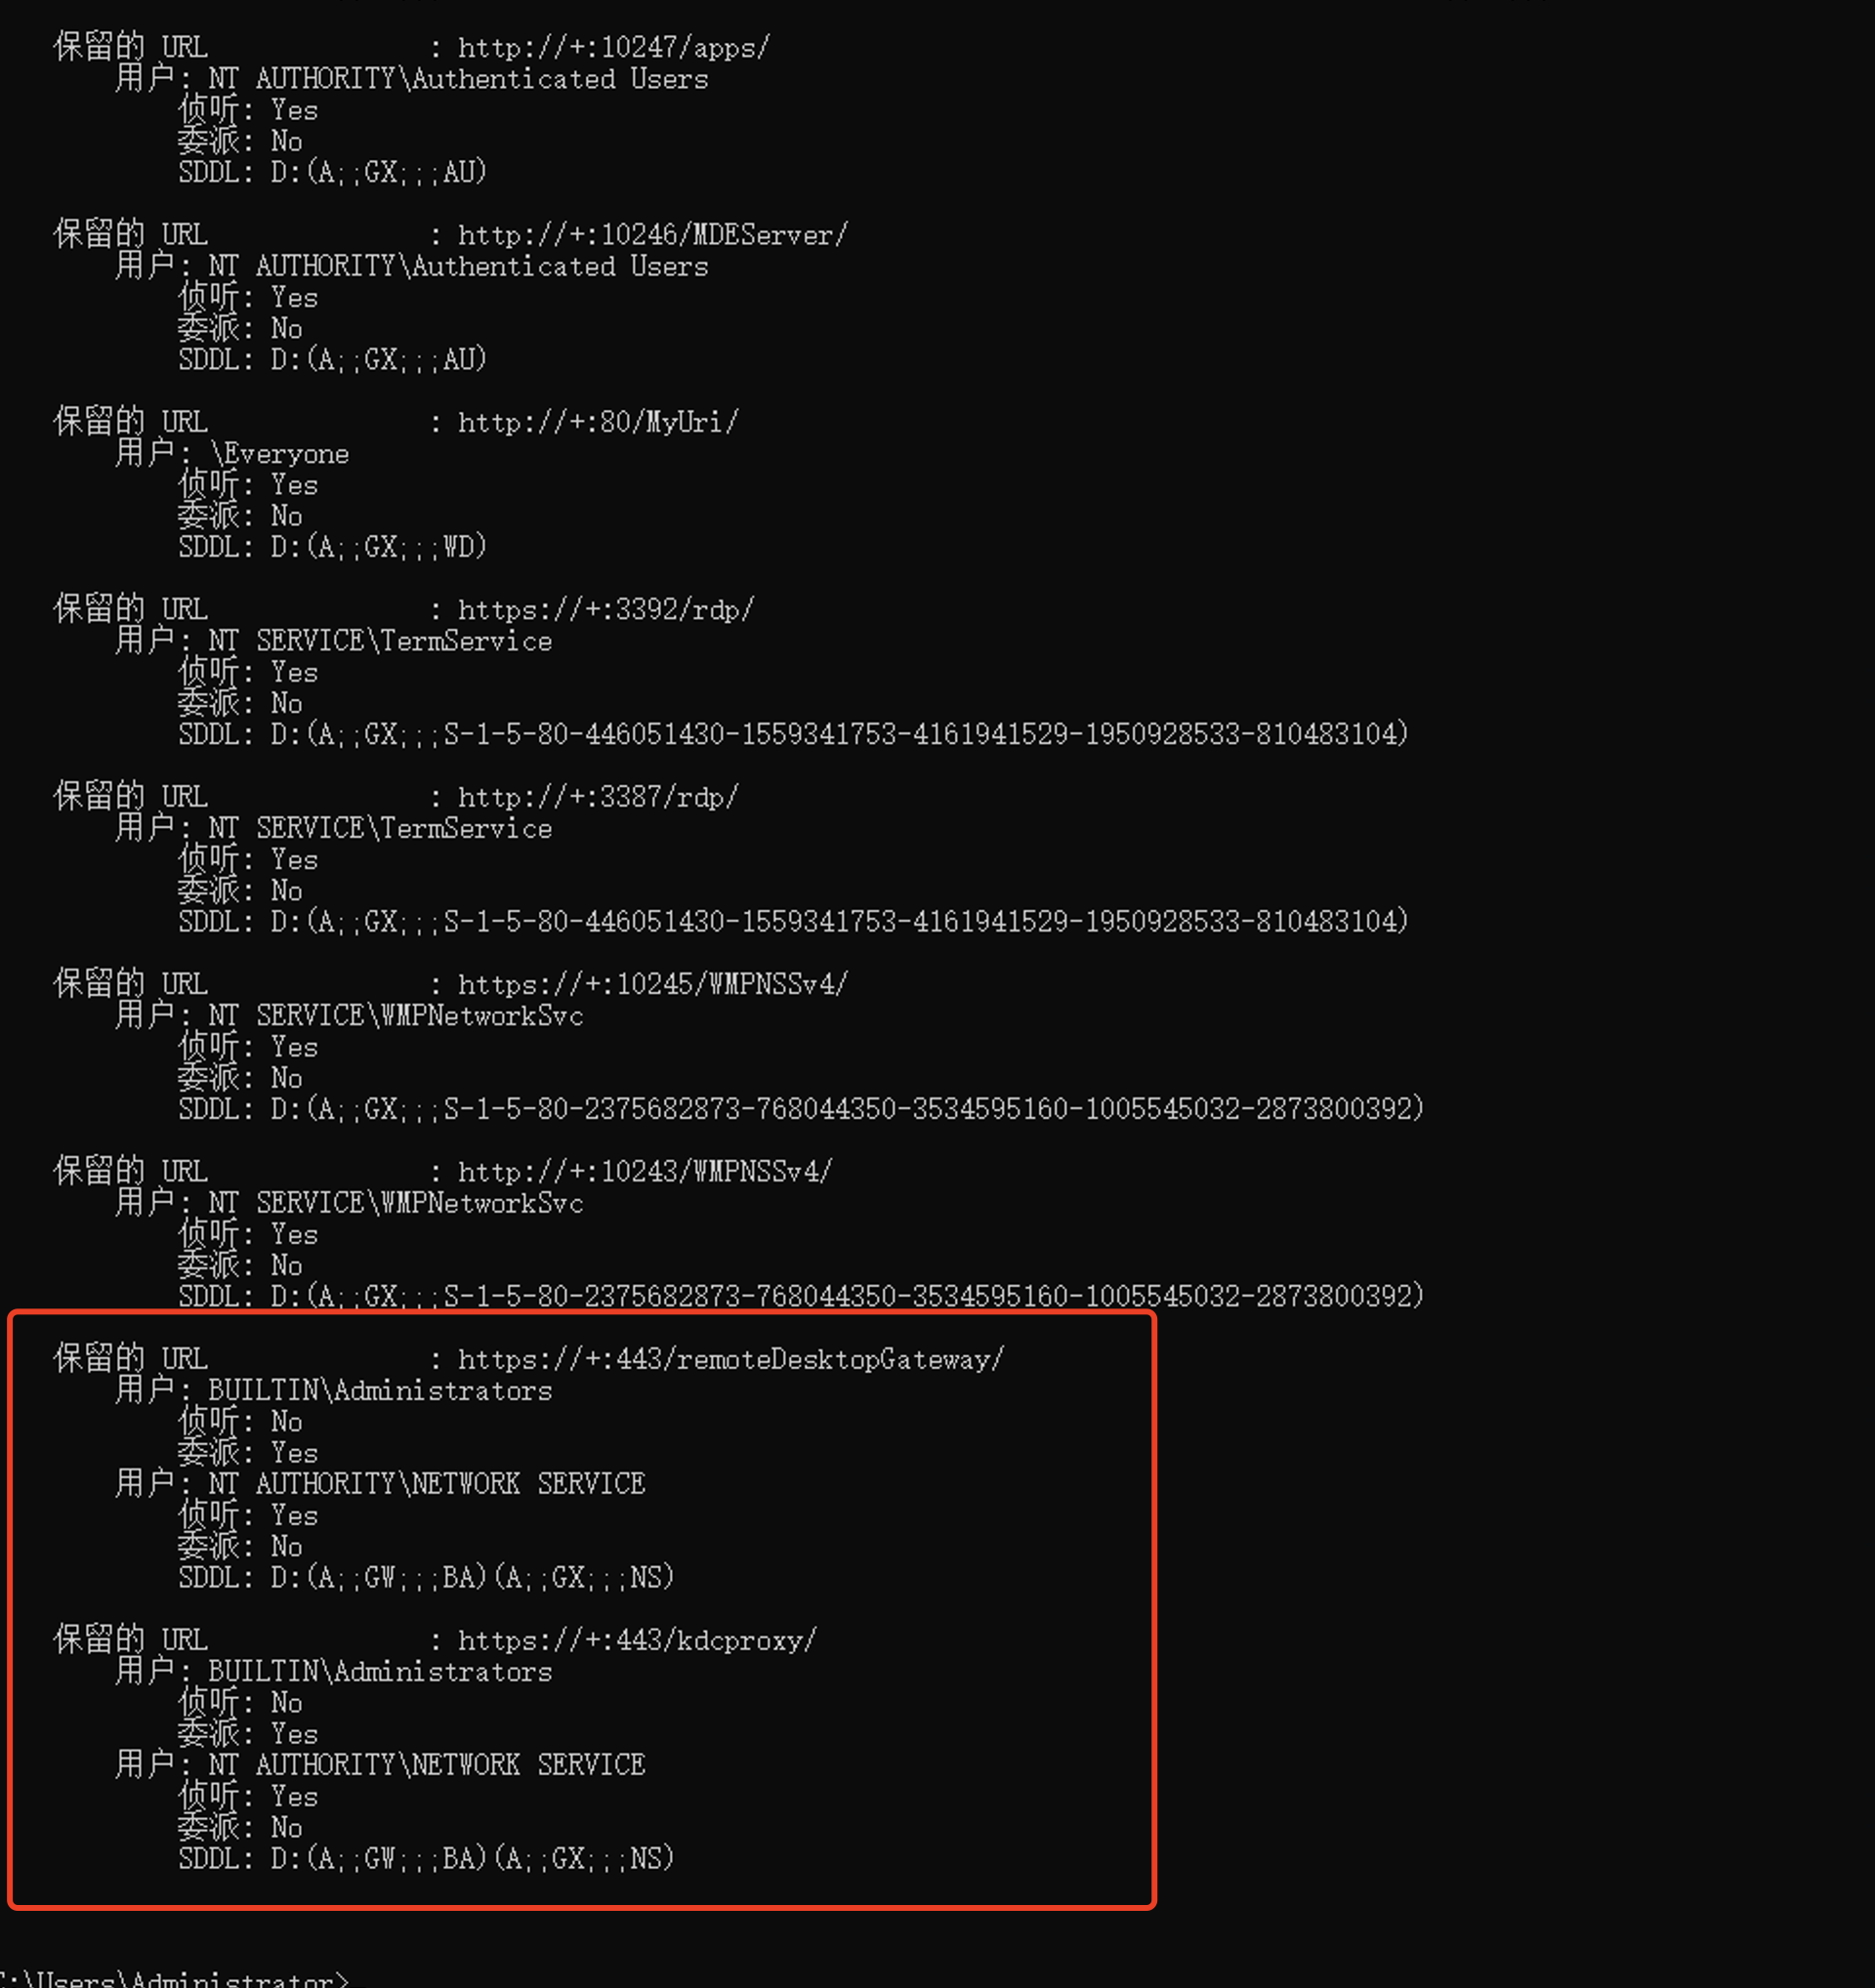 保留的 URL : http://+:10247/apps/
用户: NT AUTHORITY\Authenticated Users
侦听: Yes
委派: No
SDDL: D:(A;;GX;;;AU)
保留的 URL : http://+:10246/MDEServer/
用户: NT AUTHORITY\Authenticated Users
侦听: Yes
委派: No
SDDL: D:(A;;GX;;;AU)
保留的 URL : http://+:80/MyUri/
用户: \Everyone
侦听: Yes
委派: No
SDDL: D:(A;;GX;;;WD)
保留的 URL : https://+:3392/rdp/
用户: NT SERVICE\TermService
侦听: Yes
委派: No
SDDL: D:(A;;GX;;;S-1-5-80-446051430-1559341753-4161941529-1950928533-810483104)
保留的 URL : http://+:3387/rdp/
用户: NT SERVICE\TermService
侦听: Yes
委派: No
SDDL: D:(A;;GX;;;S-1-5-80-446051430-1559341753-4161941529-1950928533-810483104)
保留的 URL : https://+:10245/WMPNSSv4/
用户: NT SERVICE\WMPNetworkSvc
侦听: Yes
委派: No
SDDL: D:(A;;GX;;;S-1-5-80-2375682873-768044350-3534595160-1005545032-2873800392)
保留的 URL : http://+:10243/WMPNSSv4/
用户: NT SERVICE\WMPNetworkSvc
侦听: Yes
委派: No
SDDL: D:(A;;GX;;;S-1-5-80-2375682873-768044350-3534595160-1005545032-2873800392)
保留的 URL : https://+:443/remoteDesktopGateway/
用户: BUILTIN\Administrators
侦听: No
委派: Yes
用户: NT AUTHORITY\NETWORK SERVICE
侦听: Yes
委派: No
SDDL: D:(A;;GW;;;BA)(A;;GX;;;NS)
保留的 URL : https://+:443/kdcproxy/
用户: BUILTIN\Administrators
侦听: No
委派: Yes
用户: NT AUTHORITY\NETWORK SERVICE
侦听: Yes
委派: No
SDDL: D:(A;;GW;;;BA)(A;;GX;;;NS)
C:\Users\Administrator>